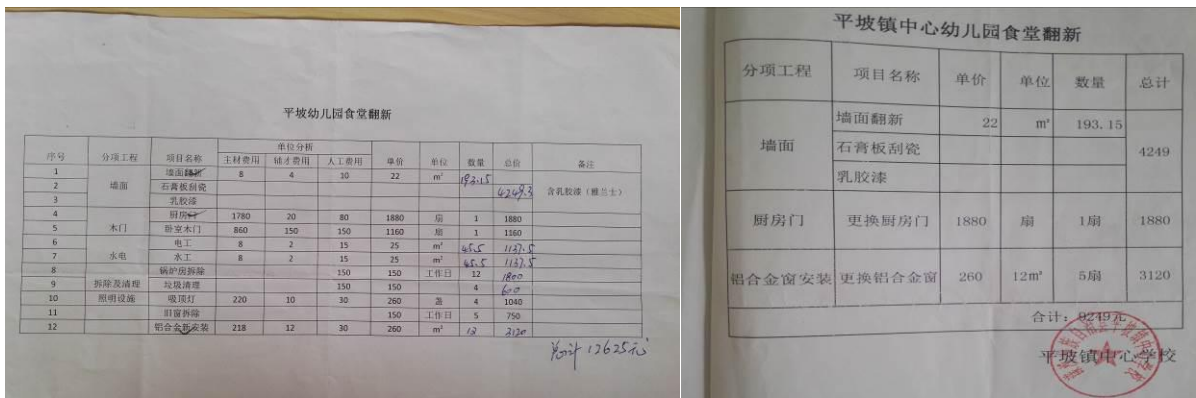 平坡幼儿园食堂翻新
序号 分项工程 项目名称 单位分析 单价 单位 数量 总价 备注
主材费用 辅才费用 人工费用
1 墙面 墙面翻新 8 4 10 22 m² 193.15 4249.3 含乳胶漆（雅兰士）
2 石膏板刮瓷
3 乳胶漆
4 木门 厨房门 1780 20 80 1880 扇 1 1880
5 卧室木门 860 150 150 1160 扇 1 1160
6 水电 电工 8 2 15 25 m² 45.5 1137.5
7 水工 8 2 15 25 m² 45.5 1137.5
8 锅炉房拆除 150 150 工作日 12 1800
9 拆除及清理 垃圾清理 150 150 4 600
10 照明设施 吸顶灯 220 10 30 260 盏 4 1040
11 旧窗拆除 150 工作日 5 750
12 铝合金新安装 218 12 30 260 m² 12 3120
总计 12625元
平坡镇中心幼儿园食堂翻新
分项工程 项目名称 单价 单位 数量 总计
墙面 墙面翻新 22 m² 193.15 4249
石膏板刮瓷
乳胶漆
厨房门 更换厨房门 1880 扇 1扇 1880
铝合金窗安装 更换铝合金窗 260 12m² 5扇 3120
合计：9249元
平坡镇中心学校